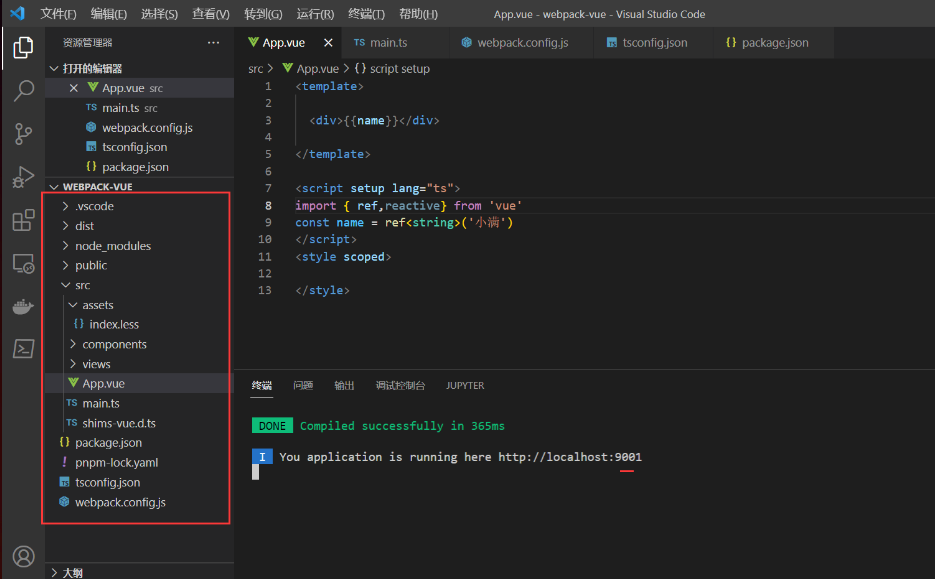 文件(F) 编辑(E) 选择(S) 查看(V) 转到(G) 运行(R) 终端(T) 帮助(H) App.vue - webpack-vue - Visual Studio Code
资源管理器 ···
打开的编辑器
App.vue src
TS main.ts src
webpack.config.js
TS tsconfig.json
{} package.json
WEBPACK-VUE
.vscode
dist
node_modules
public
src
assets
{} index.less
components
views
App.vue
TS main.ts
TS shims-vue.d.ts
{} package.json
! pnpm-lock.yaml
TS tsconfig.json
webpack.config.js
大纲
App.vue TS main.ts webpack.config.js TS tsconfig.json {} package.json
src > App.vue > {} script setup
1 <template>
2
3 <div>{{name}}</div>
4
5 </template>
6
7 <script setup lang="ts">
8 import { ref,reactive} from 'vue'
9 const name = ref<string>('小满')
10 </script>
11 <style scoped>
12
13 </style>
终端 问题 输出 调试控制台 JUPYTER
DONE Compiled successfully in 365ms
I You application is running here http://localhost:9001